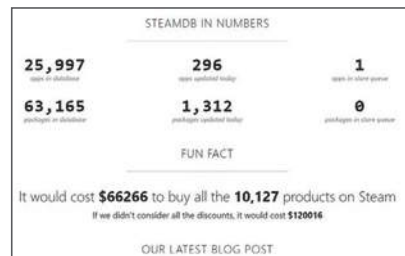 STEAMDB IN NUMBERS
25,997 296 1
apps in database apps updated today apps in store queue
63,165 1,312 0
packages in database packages updated today packages in store queue
FUN FACT
It would cost $66266 to buy all the 10,127 products on Steam
If we didn't consider all the discounts, it would cost $120016
OUR LATEST BLOG POST